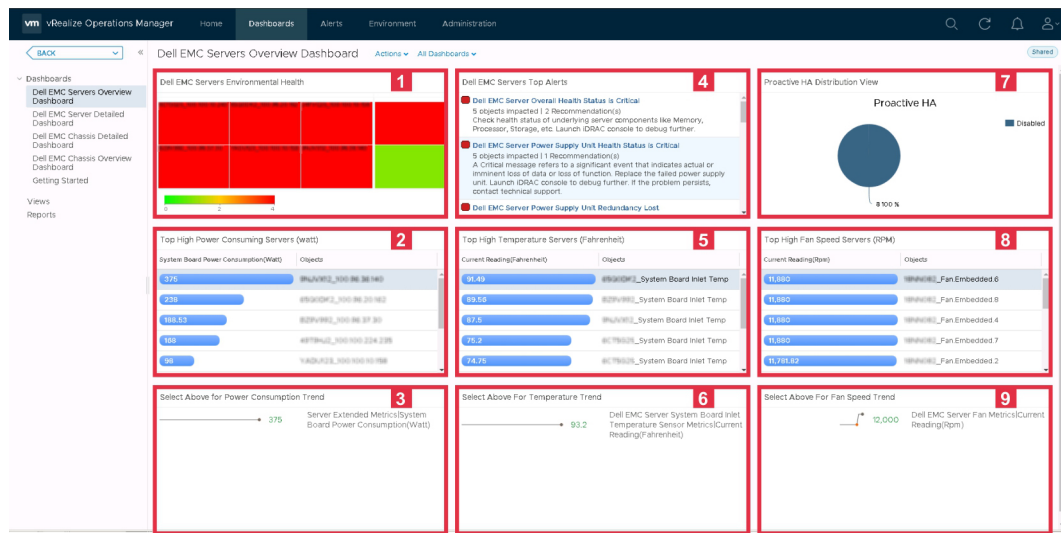 vm vRealize Operations Manager Home Dashboards Alerts Environment Administration
BACK
Dell EMC Servers Overview Dashboard Actions All Dashboards Shared
Dashboards
Dell EMC Servers Overview
Dashboard
Dell EMC Server Detailed
Dashboard
Dell EMC Chassis Detailed
Dashboard
Dell EMC Chassis Overview
Dashboard
Getting Started
Views
Reports
Dell EMC Servers Environmental Health 1
0 2 4
Dell EMC Servers Top Alerts 4
Dell EMC Server Overall Health Status is Critical
5 objects impacted | 2 Recommendation(s)
Check health status of underlying server components like Memory,
Processor, Storage, etc. Launch iDRAC console to debug further.
Dell EMC Server Power Supply Unit Health Status is Critical
5 objects impacted | 1 Recommendation(s)
A Critical message refers to a significant event that indicates actual or
imminent loss of data or loss of function. Replace the failed power supply
unit. Launch iDRAC console to debug further. If the problem persists,
contact technical support.
Dell EMC Server Power Supply Unit Redundancy Lost
Proactive HA Distribution View 7
Proactive HA
Disabled
8 100 %
Top High Power Consuming Servers (watt) 2
System Board Power Consumption(Watt) Objects
375
238
188.53
188
98
Top High Temperature Servers (Fahrenheit) 5
Current Reading(Fahrenheit) Objects
91.49 _System Board Inlet Temp
89.58 _System Board Inlet Temp
87.5 _System Board Inlet Temp
75.2 _System Board Inlet Temp
74.75 _System Board Inlet Temp
Top High Fan Speed Servers (RPM) 8
Current Reading(Rpm) Objects
11,880 _Fan.Embedded.6
11,880 _Fan.Embedded.8
11,880 _Fan.Embedded.4
11,880 _Fan.Embedded.7
11,781.82 _Fan.Embedded.2
Select Above for Power Consumption Trend 3
375 Server Extended Metrics|System
Board Power Consumption(Watt)
Select Above For Temperature Trend 6
93.2 Dell EMC Server System Board Inlet
Temperature Sensor Metrics|Current
Reading(Fahrenheit)
Select Above For Fan Speed Trend 9
12,000 Dell EMC Server Fan Metrics|Current
Reading(Rpm)